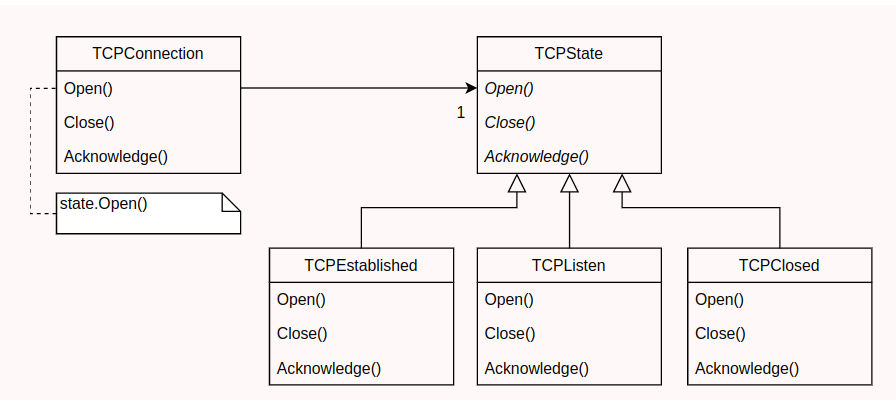 TCPConnection
Open()
Close()
Acknowledge()
state.Open()
1
TCPState
Open()
Close()
Acknowledge()
TCPEstablished
Open()
Close()
Acknowledge()
TCPListen
Open()
Close()
Acknowledge()
TCPClosed
Open()
Close()
Acknowledge()